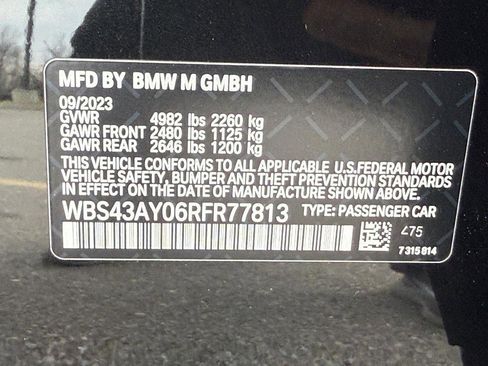 MFD BY BMW M GMBH
09/2023
GVWR 4982 lbs 2260 kg
GAWR FRONT 2480 lbs 1125 kg
GAWR REAR 2646 lbs 1200 kg
THIS VEHICLE CONFORMS TO ALL APPLICABLE U.S.FEDERAL MOTOR
VEHICLE SAFETY, BUMPER AND THEFT PREVENTION STANDARDS
IN EFFECT ON THE DATE OF MANUFACTURE SHOWN ABOVE.
WBS43AY06RFR77813 TYPE: PASSENGER CAR
475
7 315 814